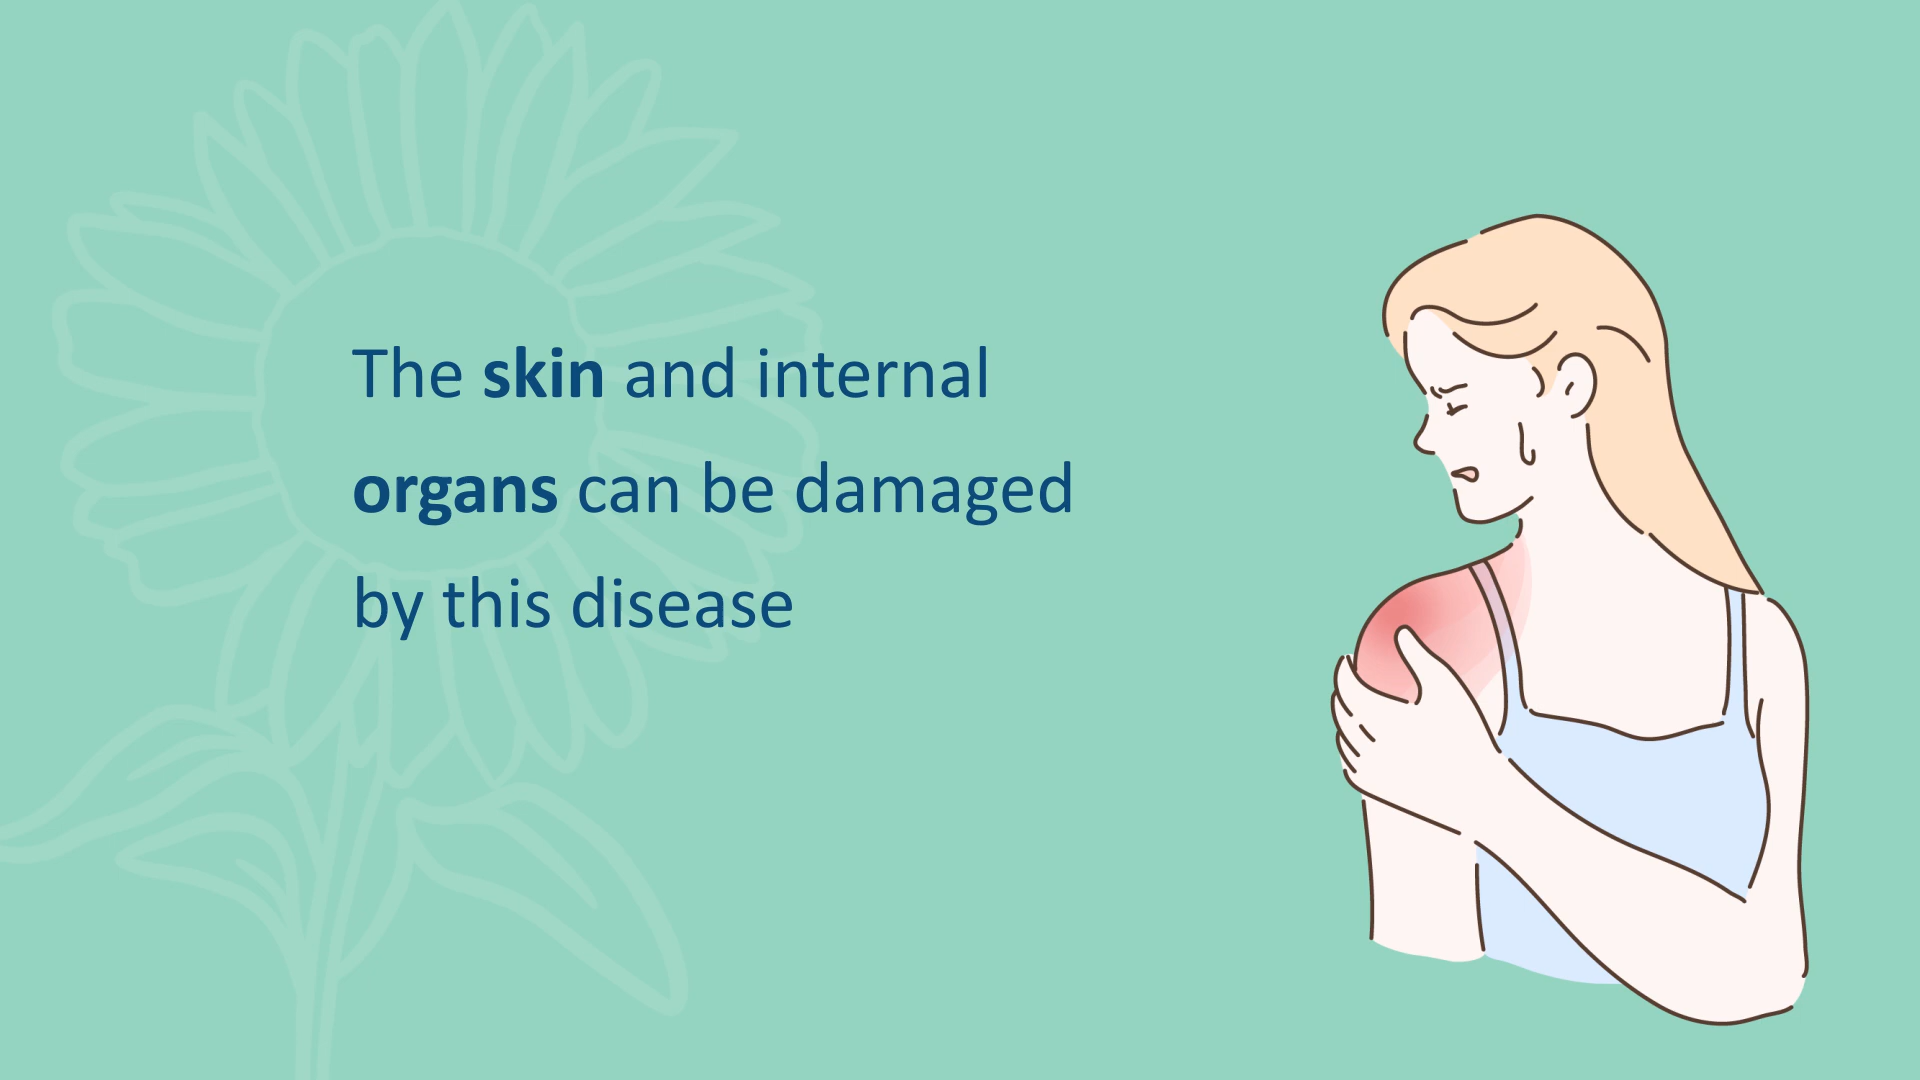 The skin and internal
organs can be damaged
by this disease